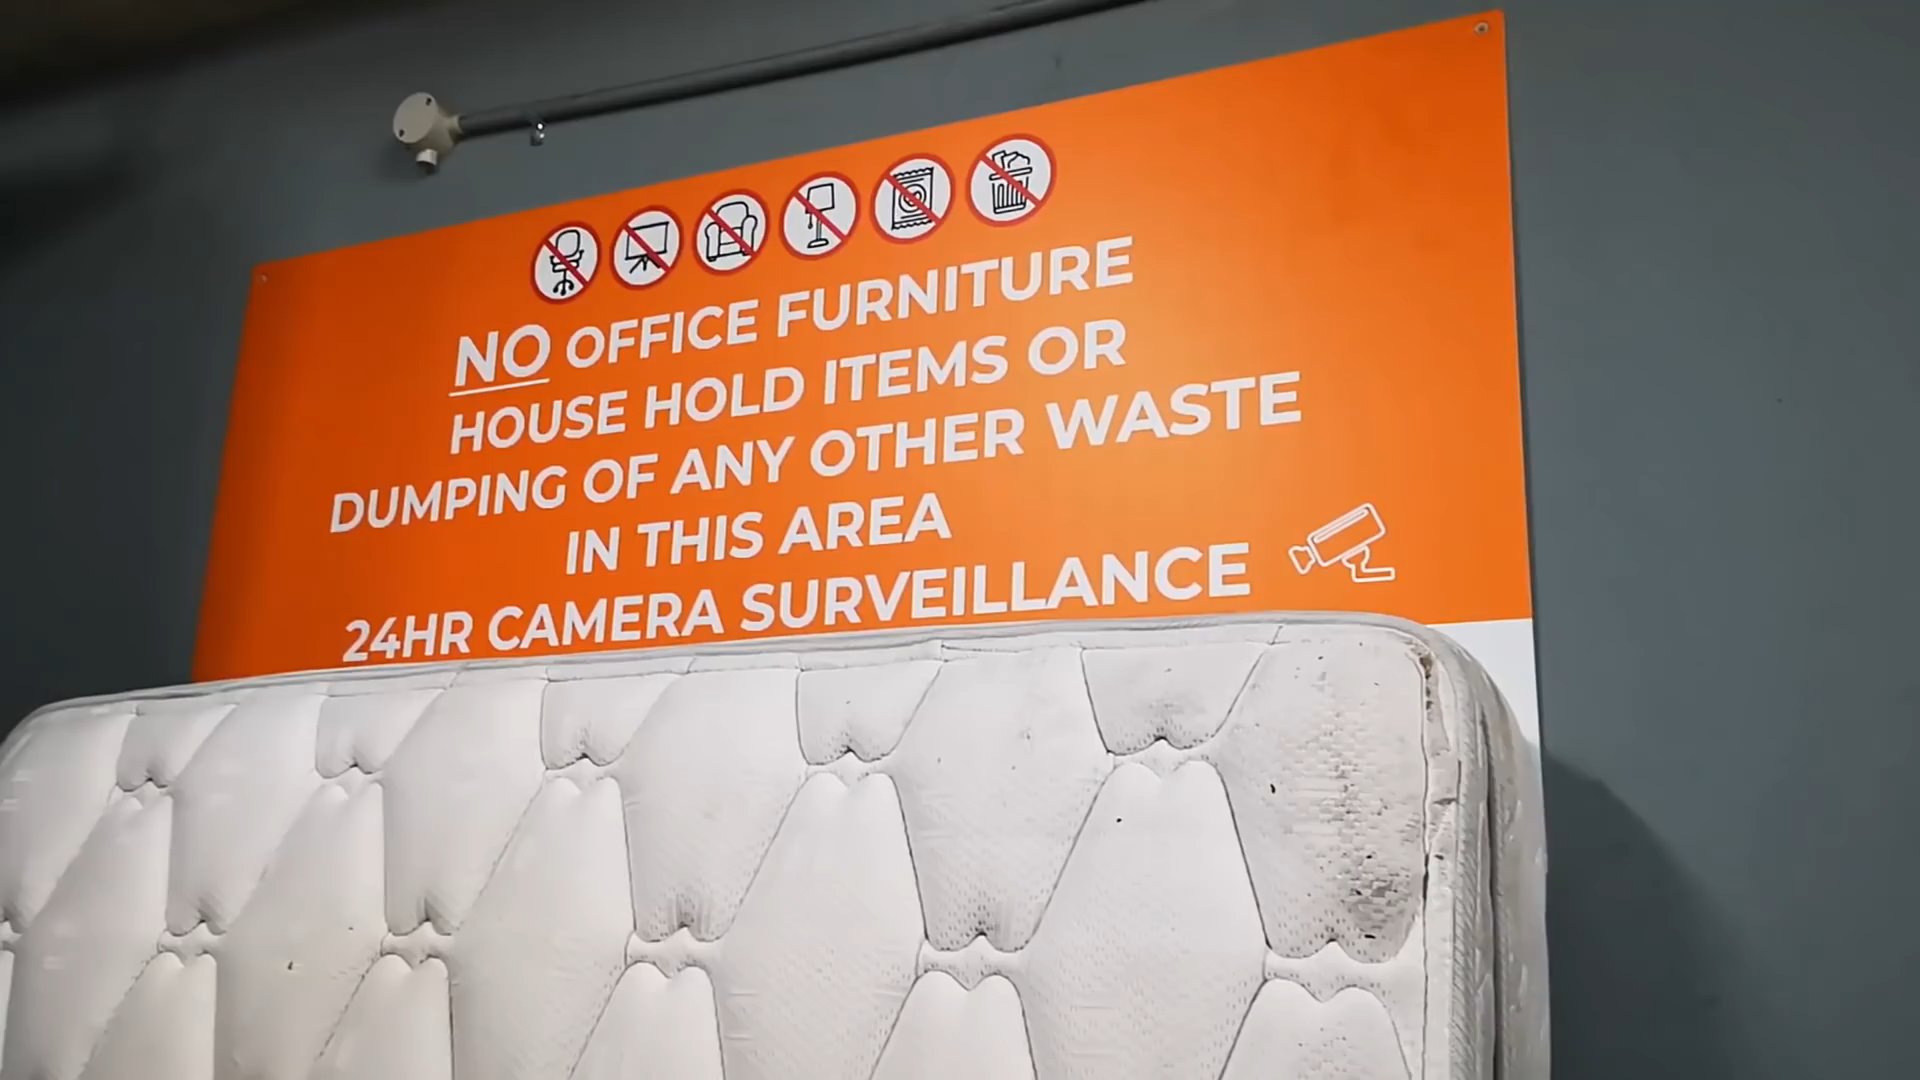 NO OFFICE FURNITURE
HOUSE HOLD ITEMS OR
DUMPING OF ANY OTHER WASTE
IN THIS AREA
24HR CAMERA SURVEILLANCE